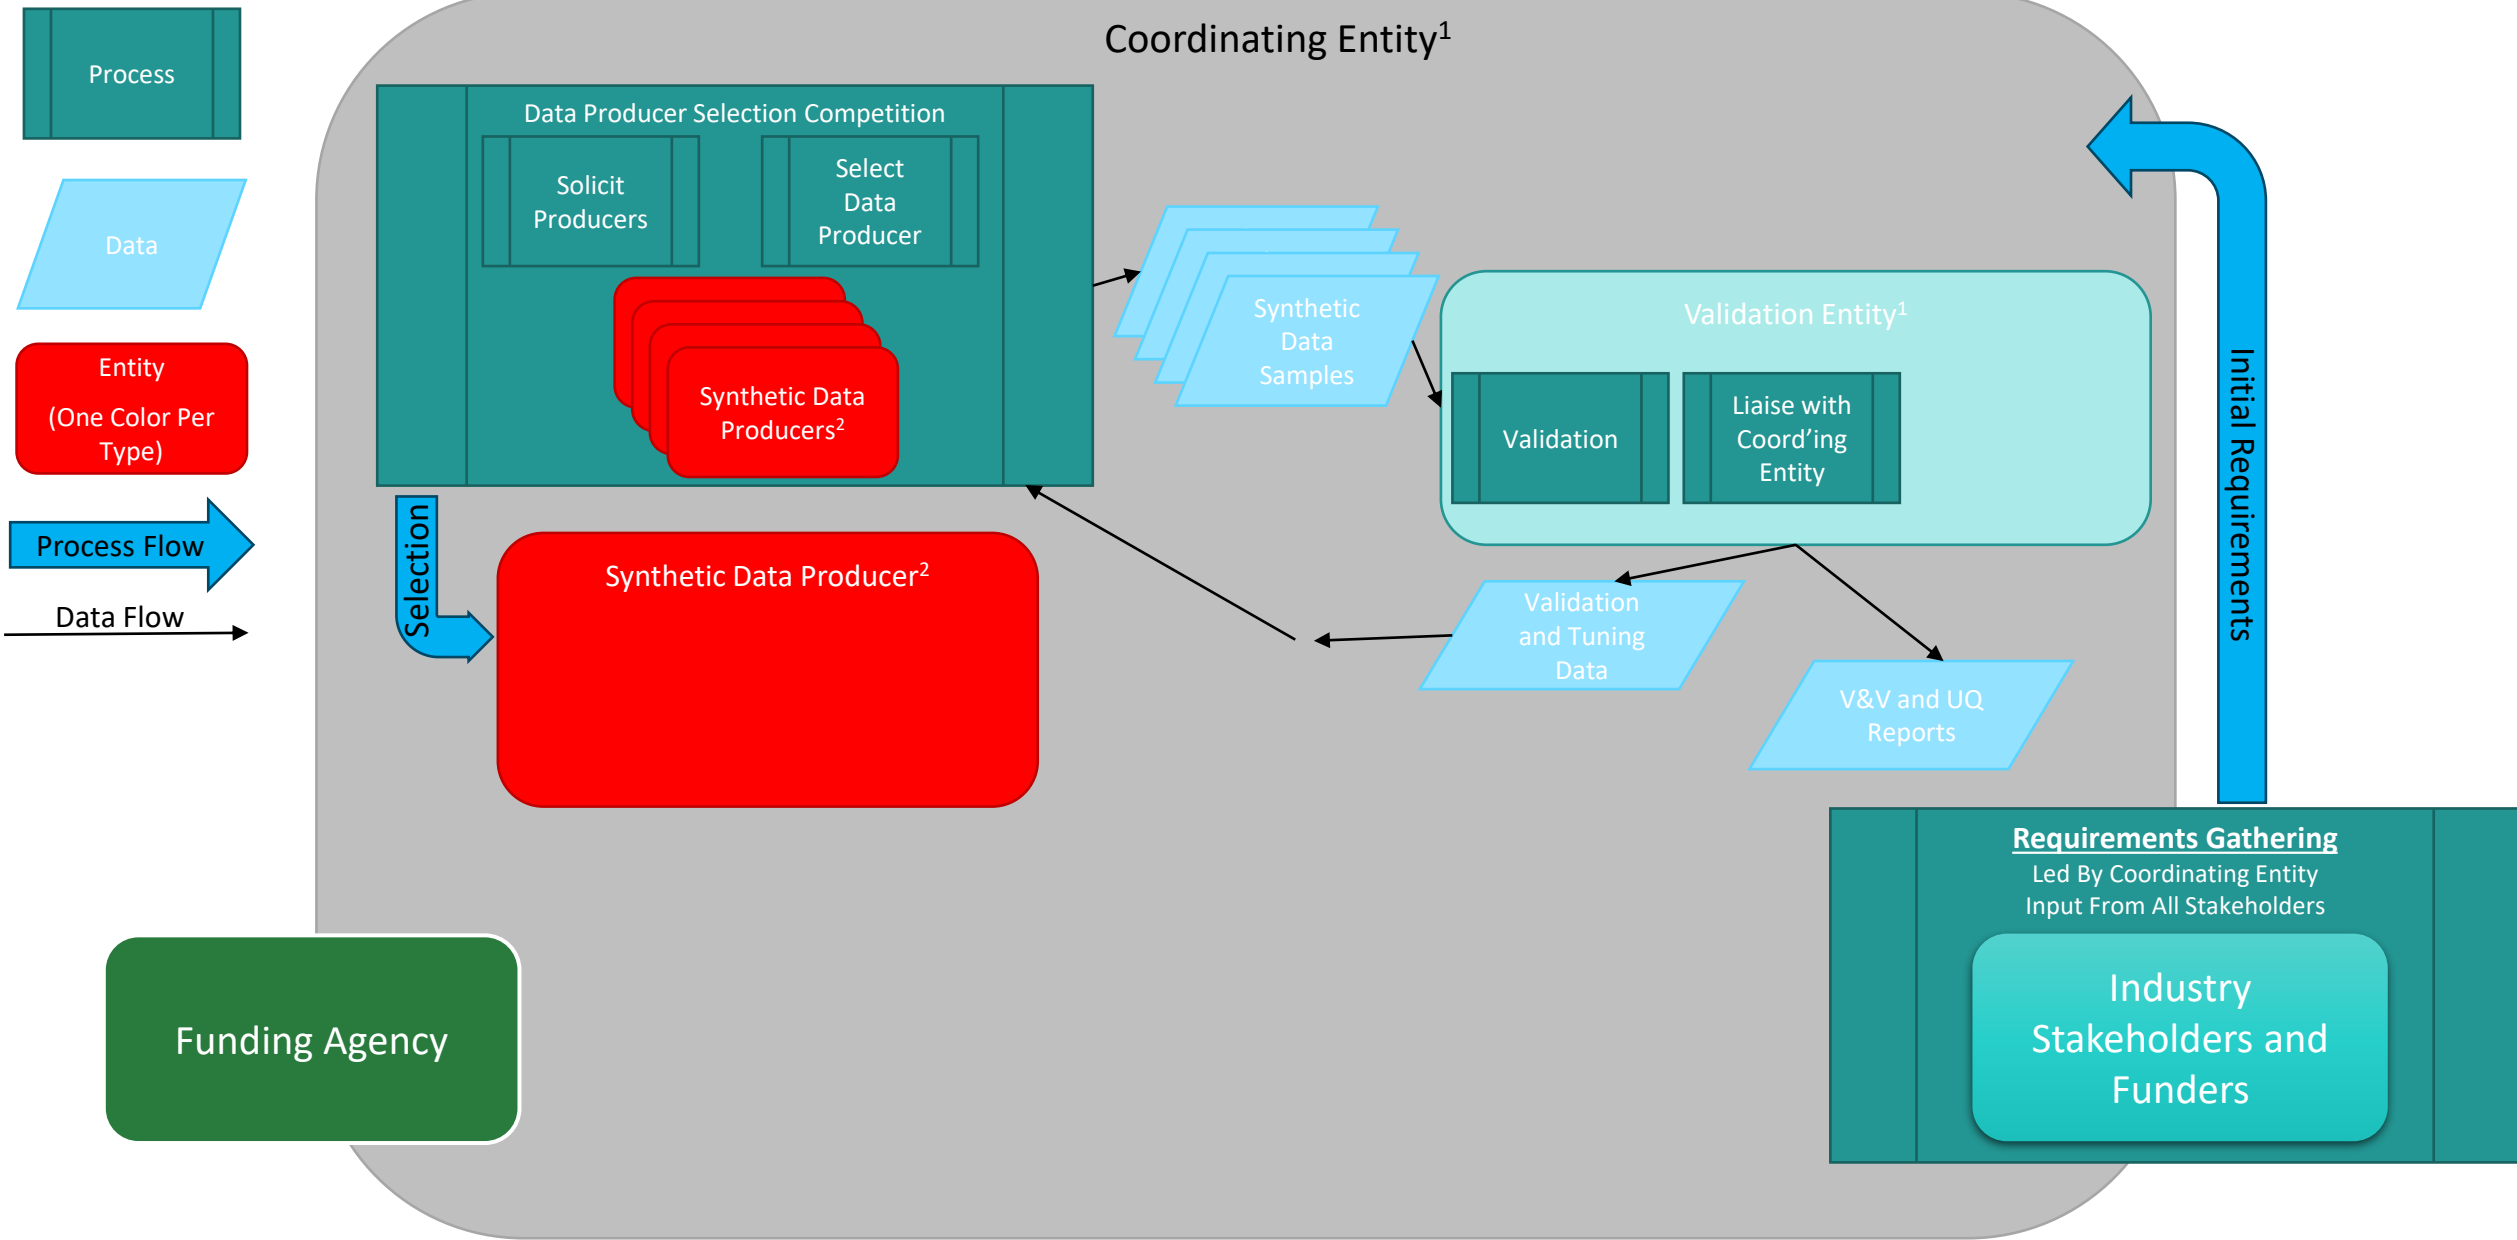 Process
Data
Entity
(One Color Per
Type)
Process Flow
Data Flow
Coordinating Entity¹
Data Producer Selection Competition
Solicit
Producers
Select
Data
Producer
Synthetic Data
Producers²
Synthetic
Data
Samples
Validation Entity¹
Validation
Liaise with
Coord’ing
Entity
Initial Requirements
Selection
Synthetic Data Producer²
Validation
and Tuning
Data
V&V and UQ
Reports
Requirements Gathering
Led By Coordinating Entity
Input From All Stakeholders
Industry
Stakeholders and
Funders
Funding Agency